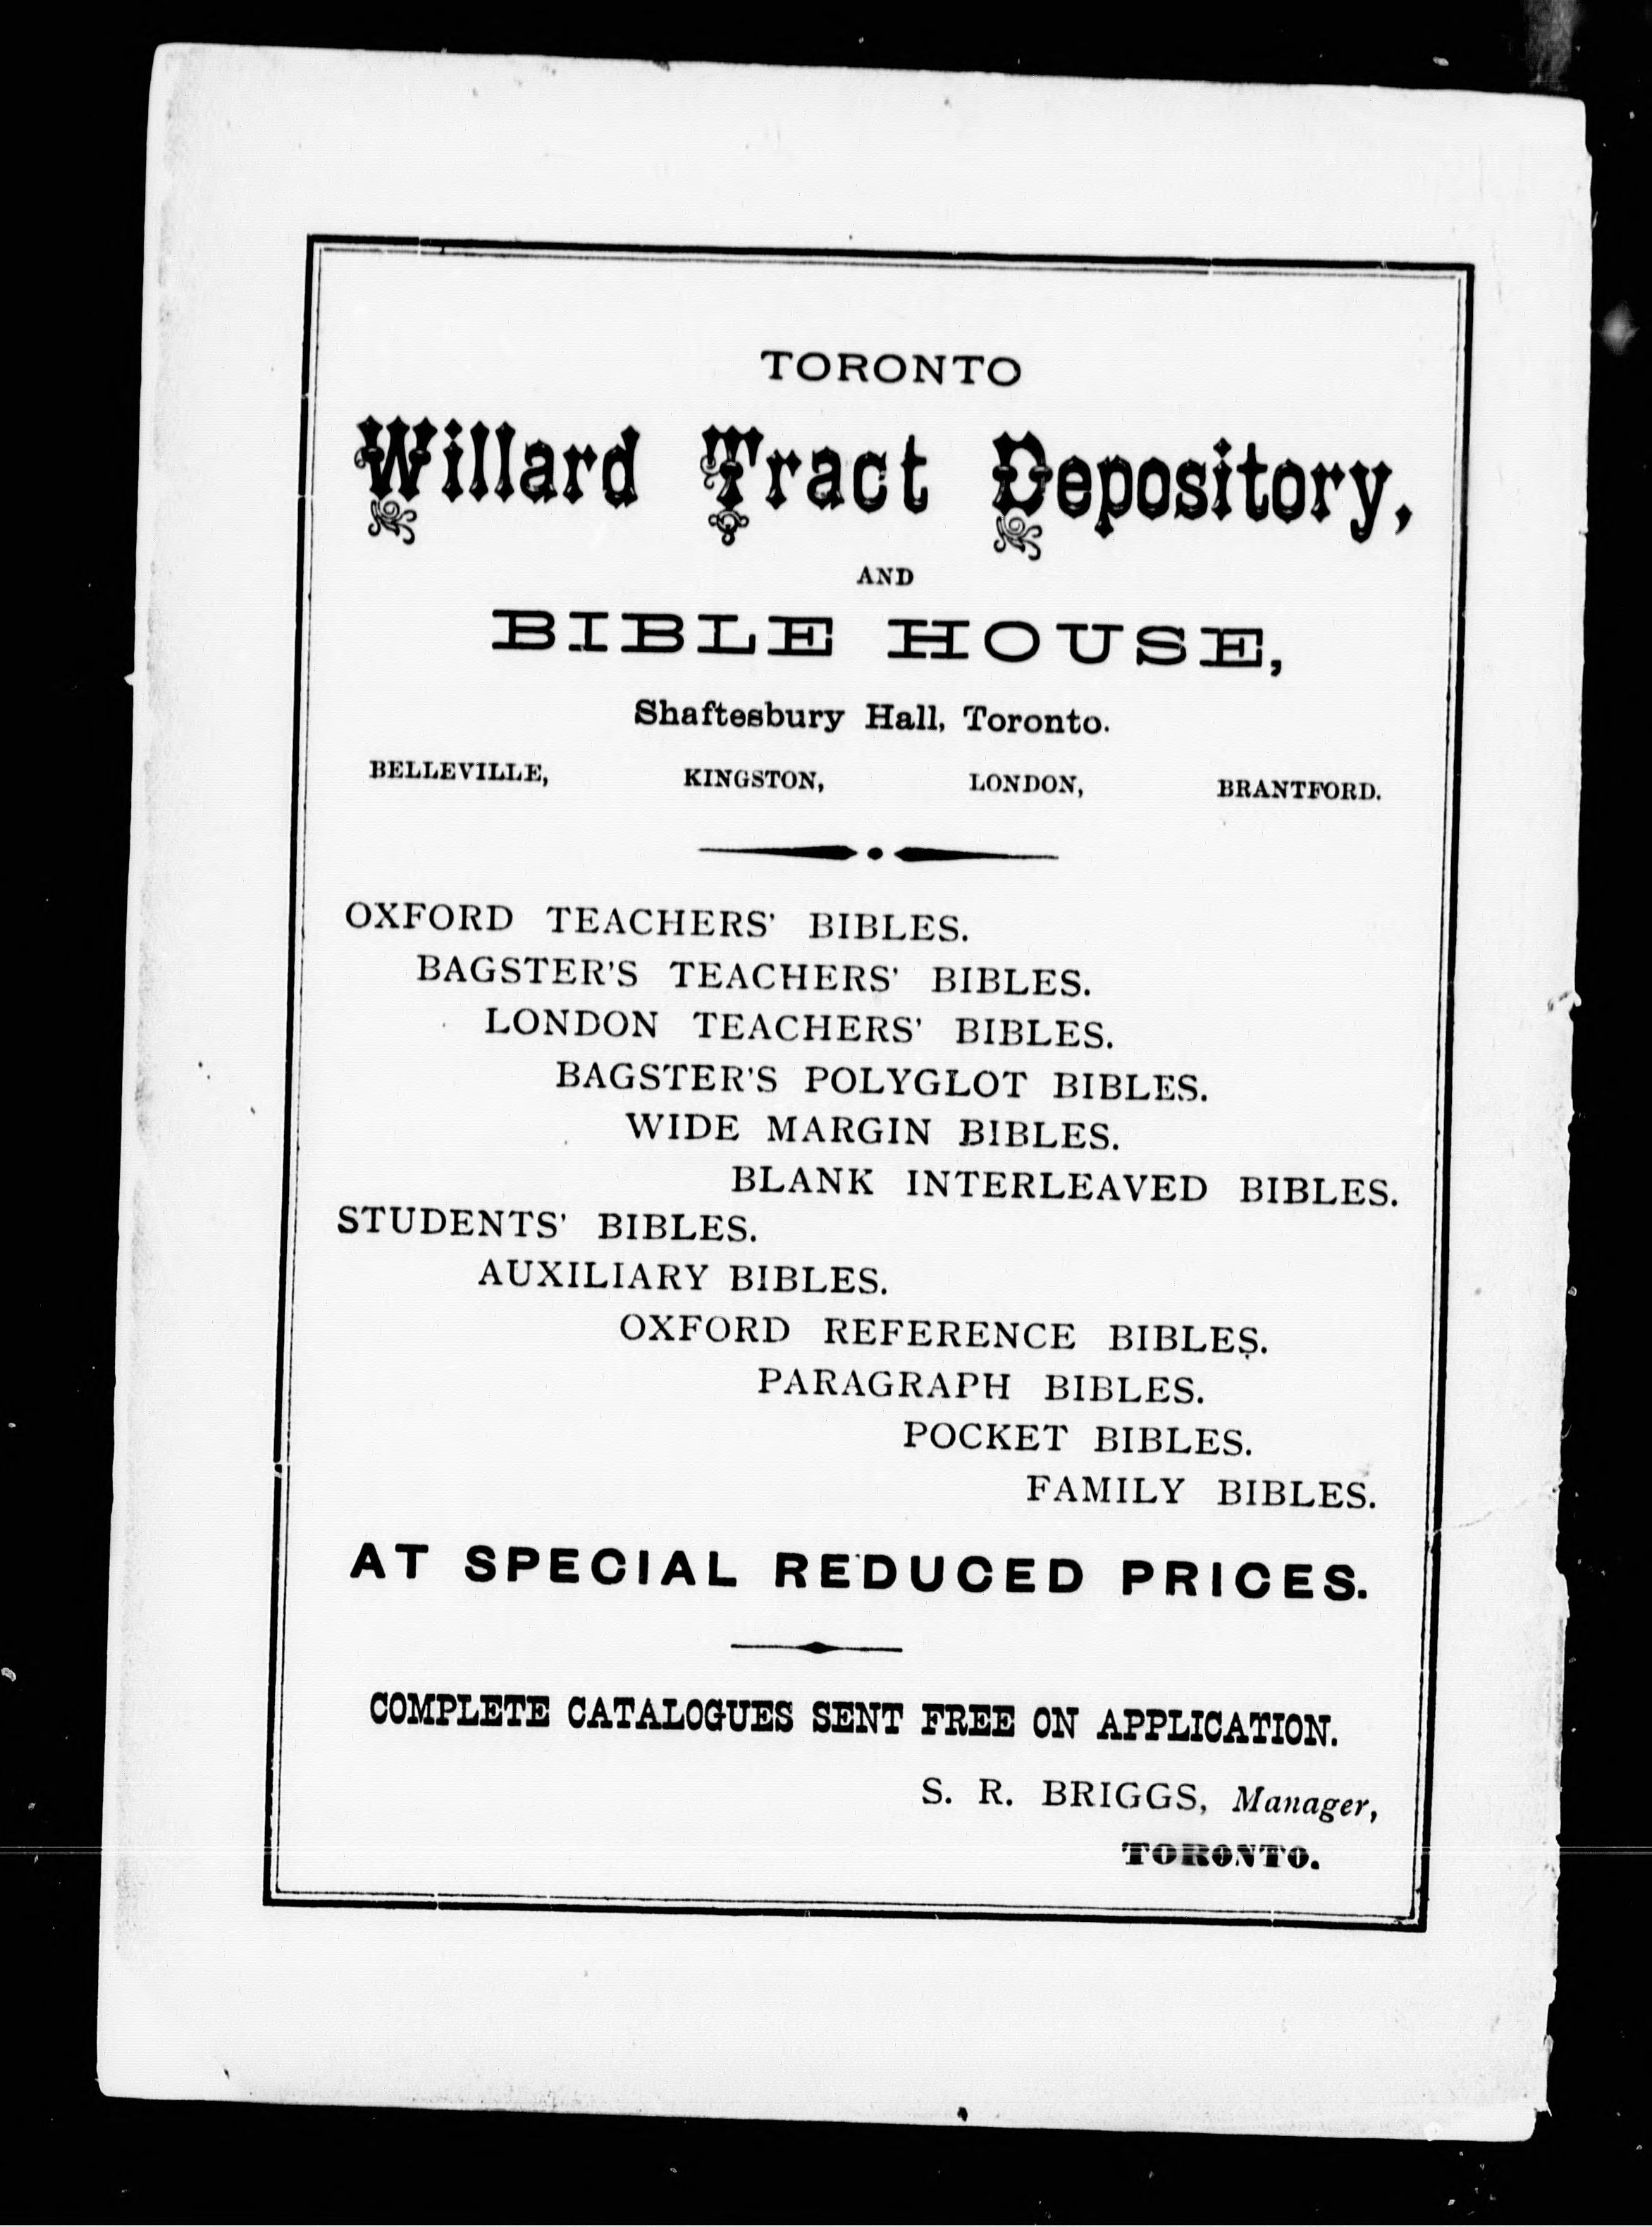 TORONTO
Willard Tract Depository,
AND
BIBLE HOUSE,
Shaftesbury Hall, Toronto.
BELLEVILLE, KINGSTON, LONDON, BRANTFORD.
OXFORD TEACHERS' BIBLES.
BAGSTER'S TEACHERS' BIBLES.
LONDON TEACHERS' BIBLES.
BAGSTER'S POLYGLOT BIBLES.
WIDE MARGIN BIBLES.
BLANK INTERLEAVED BIBLES.
STUDENTS' BIBLES.
AUXILIARY BIBLES.
OXFORD REFERENCE BIBLES.
PARAGRAPH BIBLES.
POCKET BIBLES.
FAMILY BIBLES.
AT SPECIAL REDUCED PRICES.
COMPLETE CATALOGUES SENT FREE ON APPLICATION.
S. R. BRIGGS, Manager,
TORONTO.